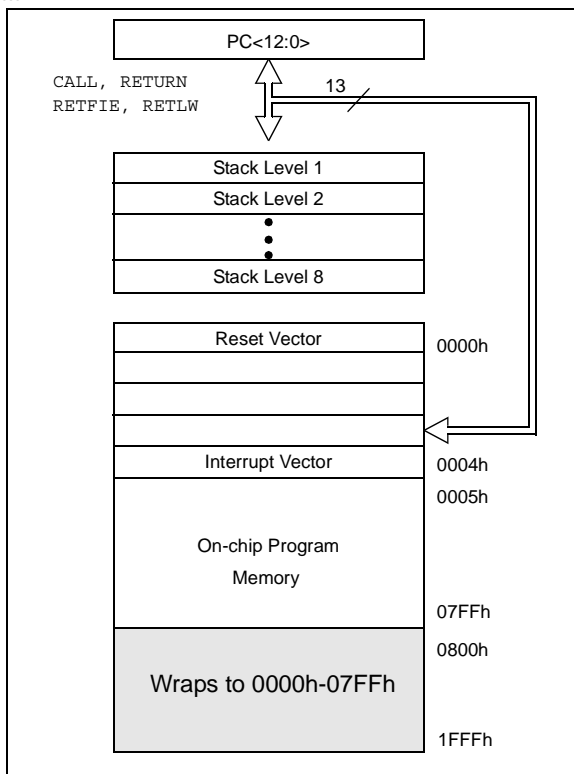 PC<12:0>
CALL, RETURN
RETFIE, RETLW
13
Stack Level 1
Stack Level 2
Stack Level 8
Reset Vector
0000h
Interrupt Vector
0004h
0005h
On-chip Program
Memory
07FFh
0800h
Wraps to 0000h-07FFh
1FFFh